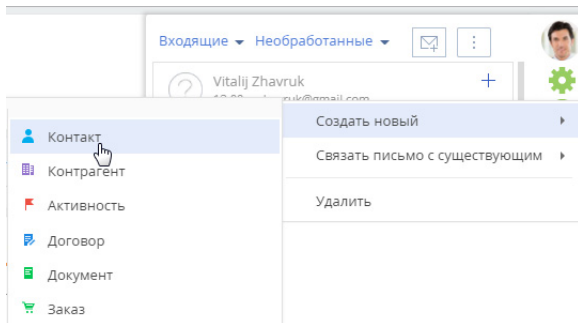 Входящие Необработанные
Vitalij Zhavruk
Создать новый
Связать письмо с существующим
Удалить
Контакт
Контрагент
Активность
Договор
Документ
Заказ